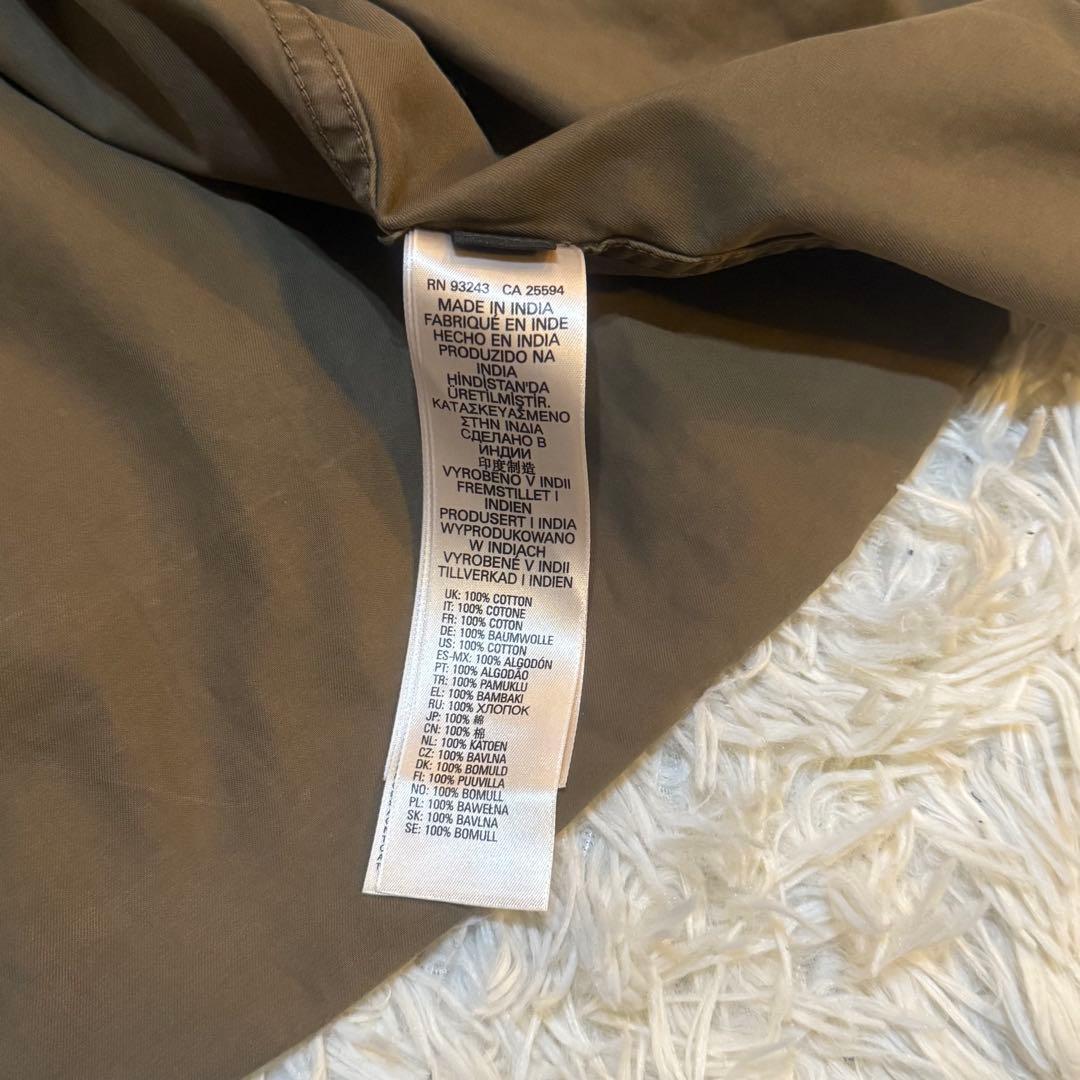 RN 93243 CA 25594
MADE IN INDIA
FABRIQUÉ EN INDE
HECHO EN INDIA
PRODUZIDO NA
INDIA
HİNDİSTAN'DA
ÜRETİLMİŞTİR.
ΚΑΤΑΣΚΕΥΑΣΜΕΝΟ
ΣΤΗΝ ΙΝΔΙΑ
СДЕЛАНО В
ИНДИИ
印度制造
VYROBENO V INDII
FREMSTILLET I
INDIEN
PRODUSERT I INDIA
WYPRODUKOWANO
W INDIACH
VYROBENÉ V INDII
TILLVERKAD I INDIEN
UK: 100% COTTON
IT: 100% COTONE
FR: 100% COTON
DE: 100% BAUMWOLLE
US: 100% COTTON
ES-MX: 100% ALGODÓN
PT: 100% ALGODÃO
TR: 100% PAMUKLU
EL: 100% ΒΑΜΒΑΚΙ
RU: 100% ХЛОПОК
JP: 100% 綿
CN: 100% 棉
NL: 100% KATOEN
CZ: 100% BAVLNA
DK: 100% BOMULD
FI: 100% PUUVILLA
NO: 100% BOMULL
PL: 100% BAWEŁNA
SK: 100% BAVLNA
SE: 100% BOMULL